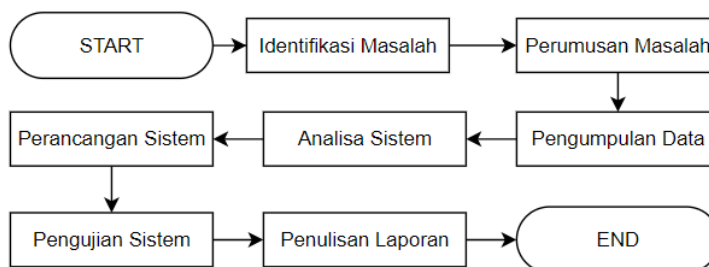 START
Identifikasi Masalah
Perumusan Masalah
Pengumpulan Data
Analisa Sistem
Perancangan Sistem
Pengujian Sistem
Penulisan Laporan
END